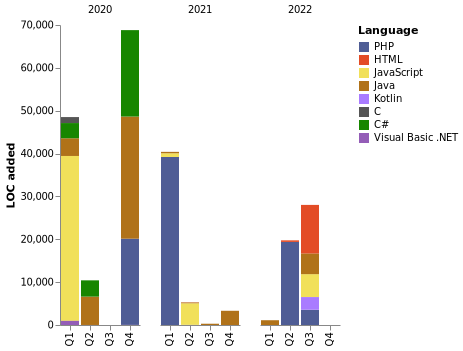 2020 2021 2022
Language
PHP
HTML
JavaScript
Java
Kotlin
C
C#
Visual Basic .NET
LOC added
70,000
60,000
50,000
40,000
30,000
20,000
10,000
0
Q1 Q2 Q3 Q4 Q1 Q2 Q3 Q4 Q1 Q2 Q3 Q4